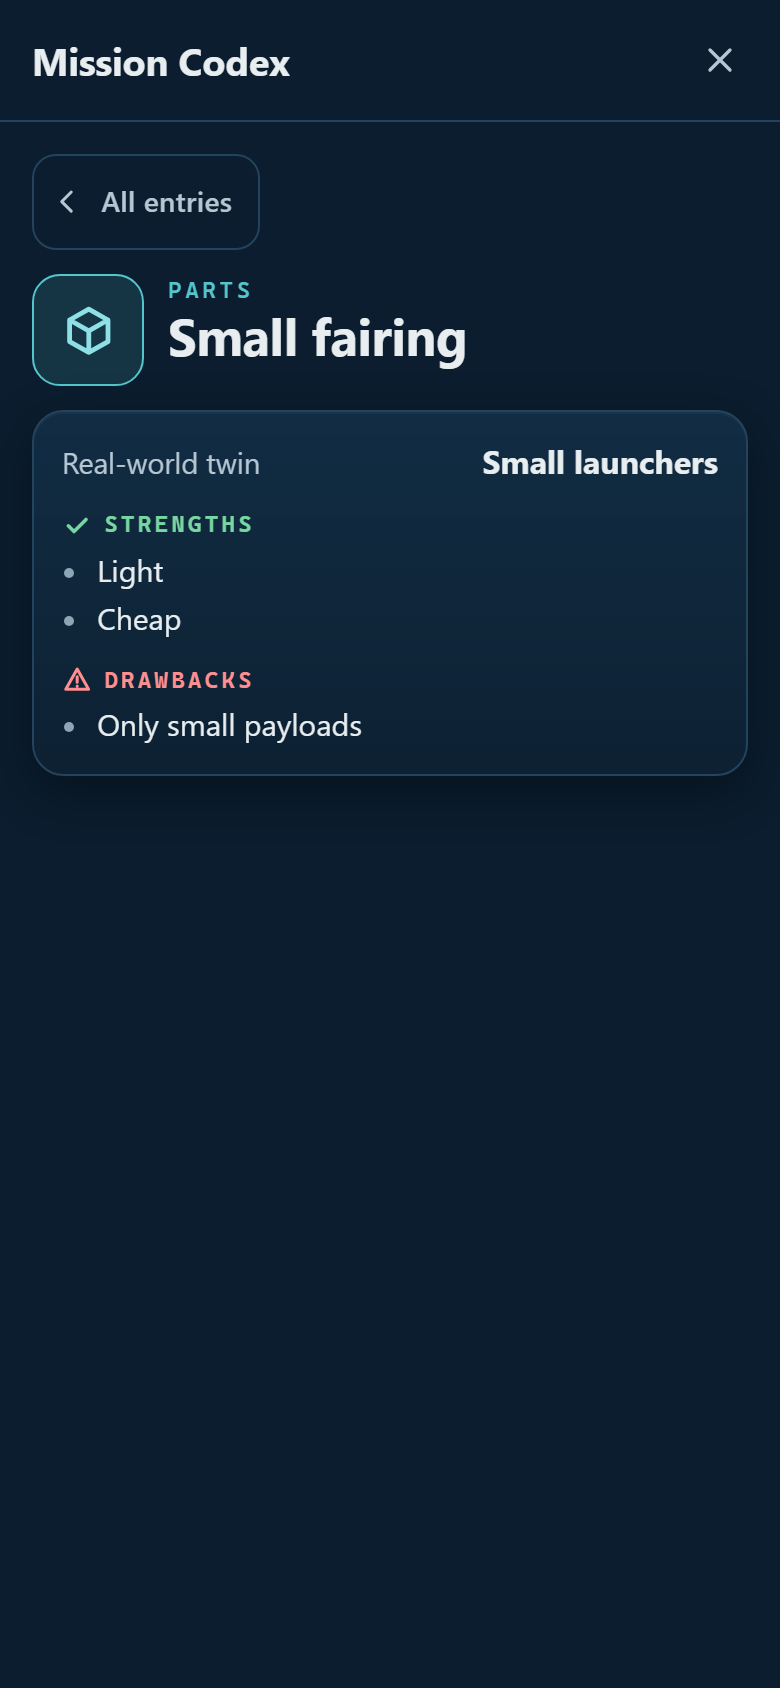 Mission Codex
All entries
PARTS
Small fairing
Real-world twin
Small launchers
STRENGTHS
Light
Cheap
DRAWBACKS
Only small payloads